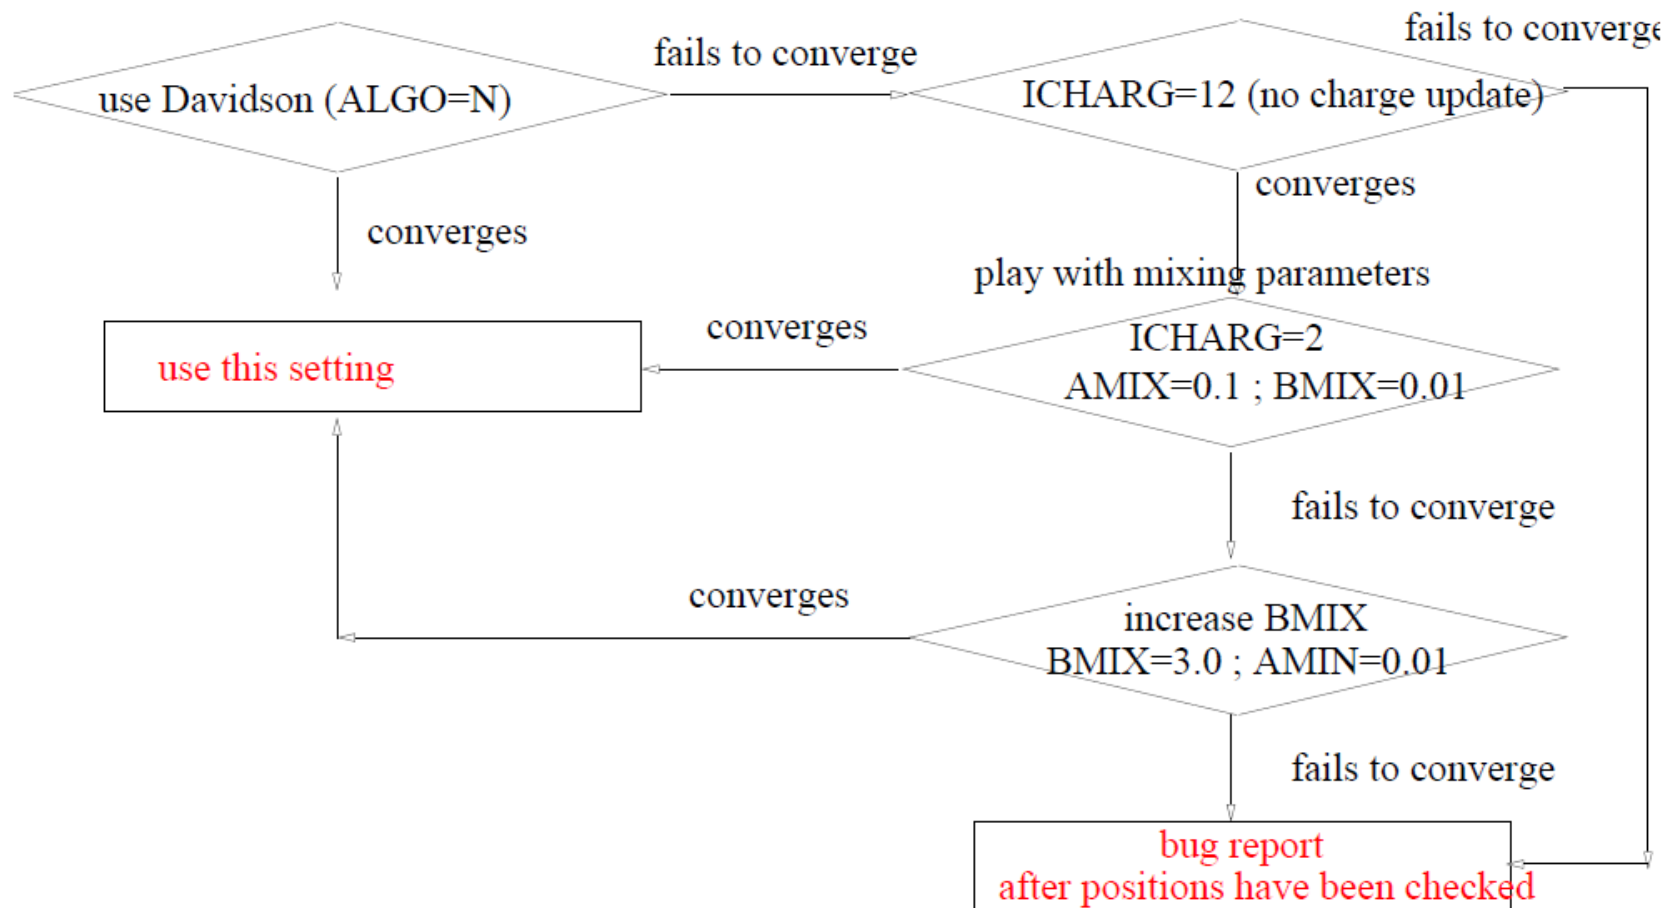 fails to converge
fails to converge
use Davidson (ALGO=N)
ICHARG=12 (no charge update)
converges
converges
play with mixing parameters
converges
ICHARG=2
AMIX=0.1 ; BMIX=0.01
use this setting
fails to converge
converges
increase BMIX
BMIX=3.0 ; AMIN=0.01
fails to converge
bug report
after positions have been checked